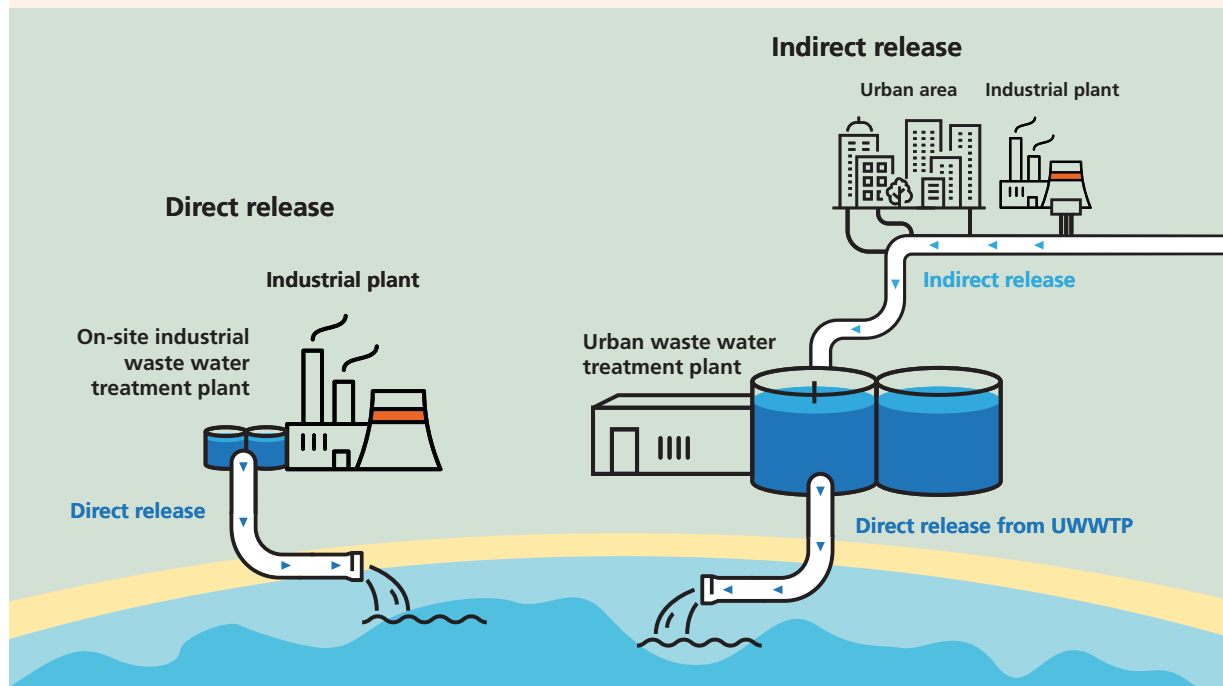 Direct release
Industrial plant
On-site industrial
waste water
treatment plant
Direct release
Indirect release
Urban area
Industrial plant
Indirect release
Urban waste water
treatment plant
Direct release from UWWTP